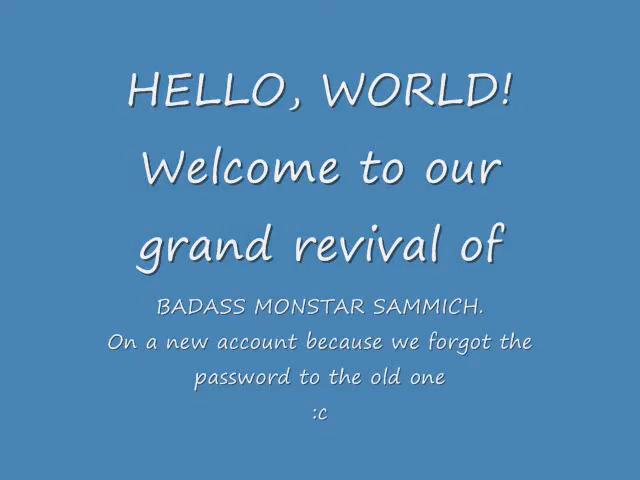 HELLO, WORLD!
Welcome to our
grand revival of
BADASS MONSTAR SAMMICH.
On a new account because we forgot the
password to the old one
:c